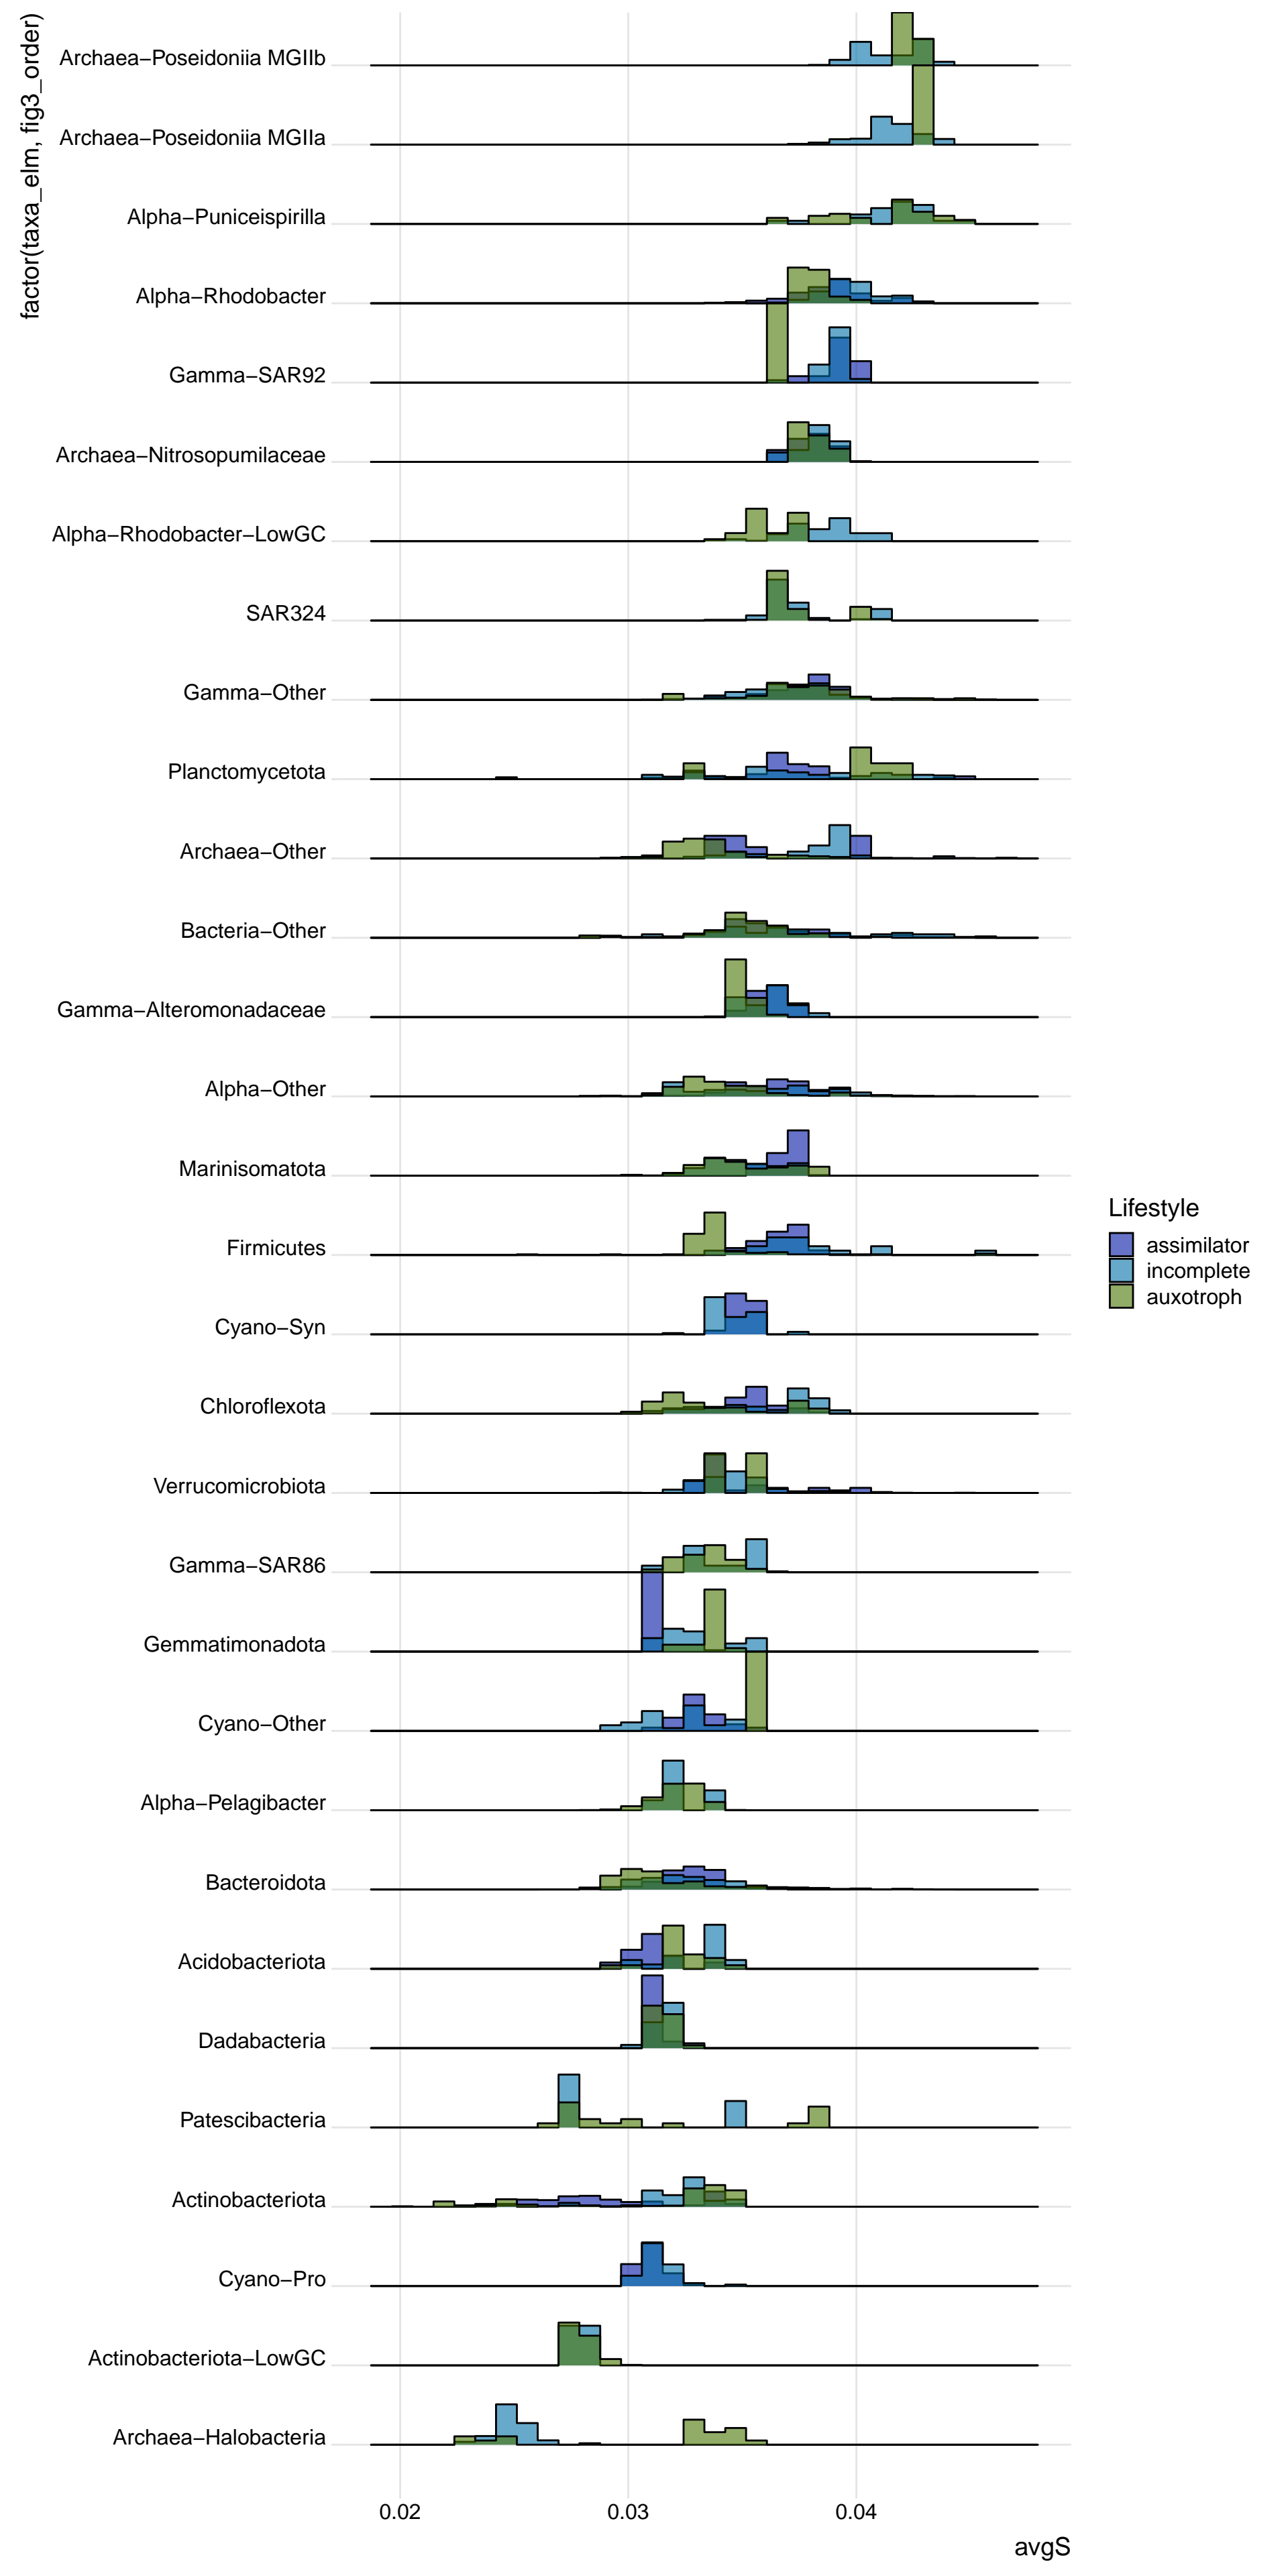 factor(taxa_elm, fig3_order)
Archaea−Poseidoniia MGIIb
Archaea−Poseidoniia MGIIa
Alpha−Puniceispirilla
Alpha−Rhodobacter
Gamma−SAR92
Archaea−Nitrosopumilaceae
Alpha−Rhodobacter−LowGC
SAR324
Gamma−Other
Planctomycetota
Archaea−Other
Bacteria−Other
Gamma−Alteromonadaceae
Alpha−Other
Marinisomatota
Firmicutes
Cyano−Syn
Chloroflexota
Verrucomicrobiota
Gamma−SAR86
Gemmatimonadota
Cyano−Other
Alpha−Pelagibacter
Bacteroidota
Acidobacteriota
Dadabacteria
Patescibacteria
Actinobacteriota
Cyano−Pro
Actinobacteriota−LowGC
Archaea−Halobacteria
0.02
0.03
0.04
avgS
Lifestyle
assimilator
incomplete
auxotroph